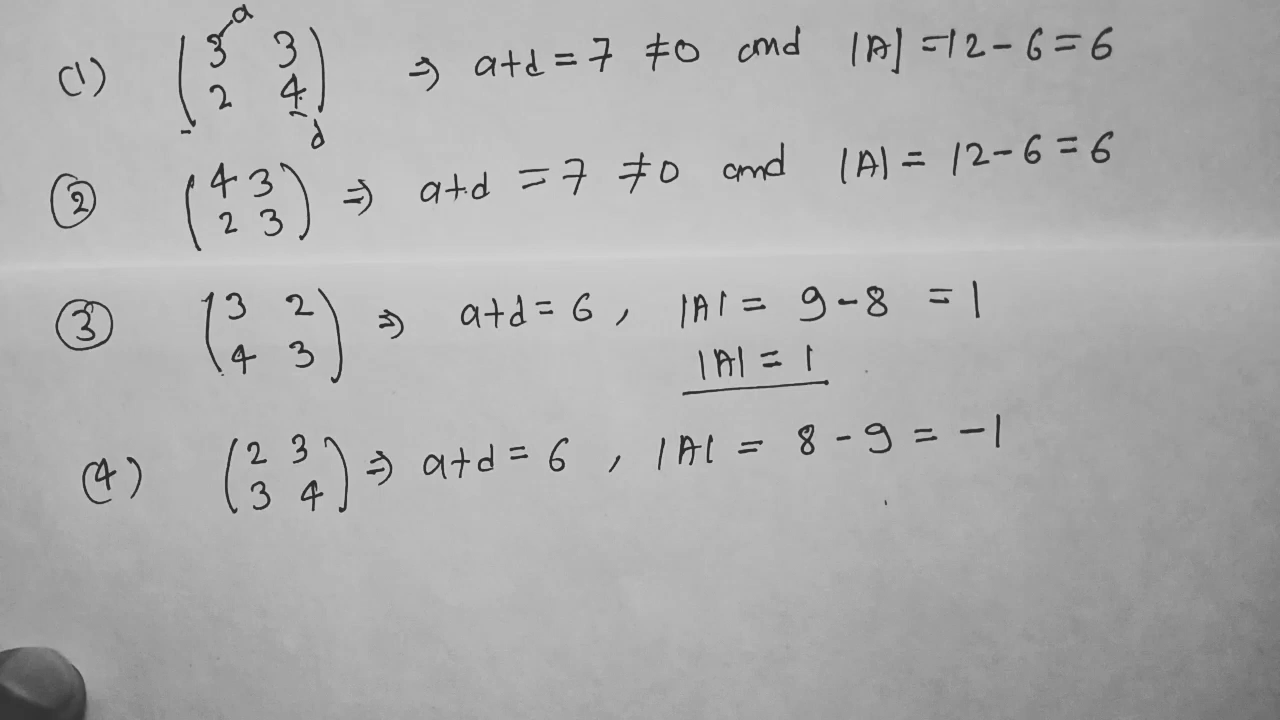 a
(1) (3 3 ⇒ a+d = 7 ≠0 and |A| = 12 - 6 = 6
2 4)
d
(2) (4 3 ⇒ a+d = 7 ≠0 and |A| = 12 - 6 = 6
2 3)
(3) (3 2 ⇒ a+d = 6 , |A| = 9 - 8 = 1
4 3) |A| = 1
(4) (2 3 ⇒ a+d = 6 , |A| = 8 - 9 = -1
3 4)